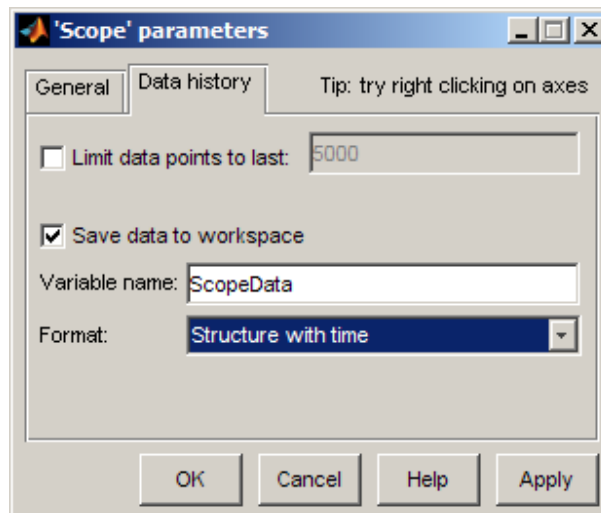 'Scope' parameters
General Data history Tip: try right clicking on axes
Limit data points to last: 5000
Save data to workspace
Variable name: ScopeData
Format: Structure with time
OK Cancel Help Apply